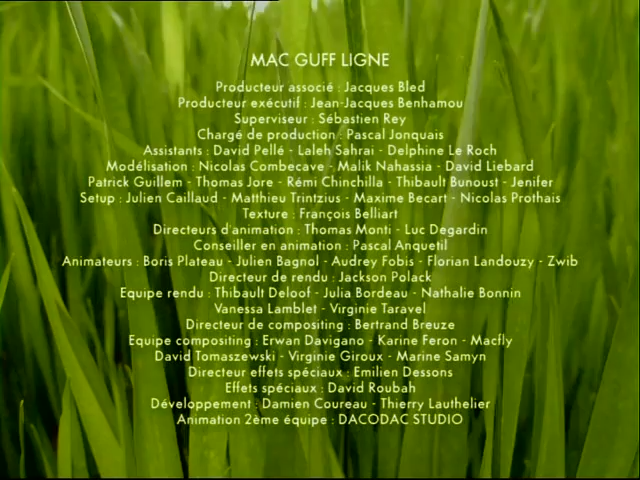 MAC GUFF LIGNE
Producteur associé : Jacques Bled
Producteur exécutif : Jean-Jacques Benhamou
Superviseur : Sébastien Rey
Chargé de production : Pascal Jonquais
Assistants : David Pellé - Laleh Sahrai - Delphine Le Roch
Modélisation : Nicolas Combecave - Malik Nahassia - David Liebard
Patrick Guillem - Thomas Jore - Rémi Chinchilla - Thibault Bunoust - Jenifer
Setup : Julien Caillaud - Matthieu Trintzius - Maxime Becart - Nicolas Prothais
Texture : François Belliart
Directeurs d'animation : Thomas Monti - Luc Degardin
Conseiller en animation : Pascal Anquetil
Animateurs : Boris Plateau - Julien Bagnol - Audrey Fobis - Florian Landouzy - Zwib
Directeur de rendu : Jackson Polack
Equipe rendu : Thibault Deloof - Julia Bordeau - Nathalie Bonnin
Vanessa Lamblet - Virginie Taravel
Directeur de compositing : Bertrand Breuze
Equipe compositing : Erwan Davigano - Karine Feron - Macfly
David Tomaszewski - Virginie Giroux - Marine Samyn
Directeur effets spéciaux : Emilien Dessons
Effets spéciaux : David Roubah
Développement : Damien Coureau - Thierry Lauthelier
Animation 2ème équipe : DACODAC STUDIO